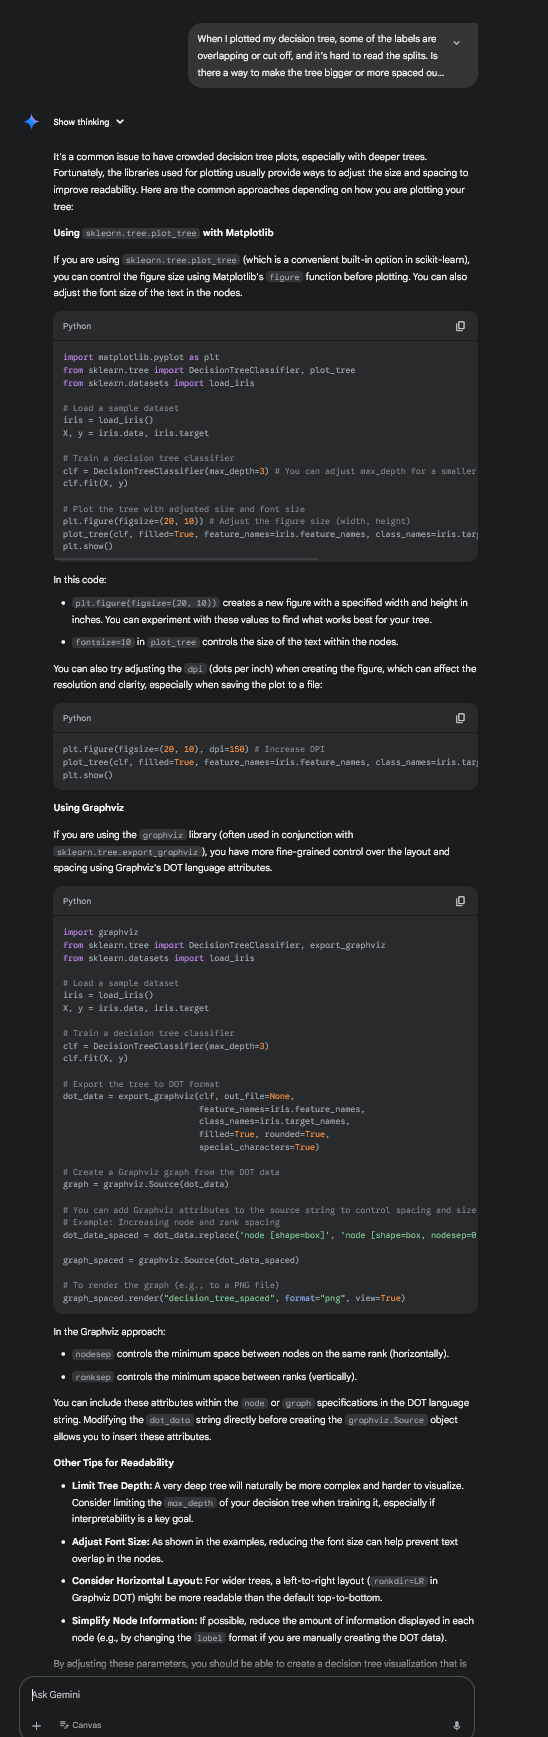 When I plotted my decision tree, some of the labels are
overlapping or cut off, and it's hard to read the splits. Is
there a way to make the tree bigger or more spaced ou...
Show thinking
It's a common issue to have crowded decision tree plots, especially with deeper trees.
Fortunately, the libraries used for plotting usually provide ways to adjust the size and spacing to
improve readability. Here are the common approaches depending on how you are plotting your
tree:
Using sklearn.tree.plot_tree with Matplotlib
If you are using sklearn.tree.plot_tree (which is a convenient built-in option in scikit-learn),
you can control the figure size using Matplotlib's figure function before plotting. You can also
adjust the font size of the text in the nodes.
Python
import matplotlib.pyplot as plt
from sklearn.tree import DecisionTreeClassifier, plot_tree
from sklearn.datasets import load_iris
# Load a sample dataset
iris = load_iris()
X, y = iris.data, iris.target
# Train a decision tree classifier
clf = DecisionTreeClassifier(max_depth=3) # You can adjust max_depth for a smaller
clf.fit(X, y)
# Plot the tree with adjusted size and font size
plt.figure(figsize=(20, 10)) # Adjust the figure size (width, height)
plot_tree(clf, filled=True, feature_names=iris.feature_names, class_names=iris.targ
plt.show()
In this code:
• plt.figure(figsize=(20, 10)) creates a new figure with a specified width and height in
inches. You can experiment with these values to find what works best for your tree.
• fontsize=10 in plot_tree controls the size of the text within the nodes.
You can also try adjusting the dpi (dots per inch) when creating the figure, which can affect the
resolution and clarity, especially when saving the plot to a file:
Python
plt.figure(figsize=(20, 10), dpi=150) # Increase DPI
plot_tree(clf, filled=True, feature_names=iris.feature_names, class_names=iris.targ
plt.show()
Using Graphviz
If you are using the graphviz library (often used in conjunction with
sklearn.tree.export_graphviz), you have more fine-grained control over the layout and
spacing using Graphviz's DOT language attributes.
Python
import graphviz
from sklearn.tree import DecisionTreeClassifier, export_graphviz
from sklearn.datasets import load_iris
# Load a sample dataset
iris = load_iris()
X, y = iris.data, iris.target
# Train a decision tree classifier
clf = DecisionTreeClassifier(max_depth=3)
clf.fit(X, y)
# Export the tree to DOT format
dot_data = export_graphviz(clf, out_file=None,
feature_names=iris.feature_names,
class_names=iris.target_names,
filled=True, rounded=True,
special_characters=True)
# Create a Graphviz graph from the DOT data
graph = graphviz.Source(dot_data)
# You can add Graphviz attributes to the source string to control spacing and size
# Example: Increasing node and rank spacing
dot_data_spaced = dot_data.replace('node [shape=box]', 'node [shape=box, nodesep=0
graph_spaced = graphviz.Source(dot_data_spaced)
# To render the graph (e.g., to a PNG file)
graph_spaced.render("decision_tree_spaced", format="png", view=True)
In the Graphviz approach:
• nodesep controls the minimum space between nodes on the same rank (horizontally).
• ranksep controls the minimum space between ranks (vertically).
You can include these attributes within the node or graph specifications in the DOT language
string. Modifying the dot_data string directly before creating the graphviz.Source object
allows you to insert these attributes.
Other Tips for Readability
• Limit Tree Depth: A very deep tree will naturally be more complex and harder to visualize.
Consider limiting the max_depth of your decision tree when training it, especially if
interpretability is a key goal.
• Adjust Font Size: As shown in the examples, reducing the font size can help prevent text
overlap in the nodes.
• Consider Horizontal Layout: For wider trees, a left-to-right layout (rankdir=LR in
Graphviz DOT) might be more readable than the default top-to-bottom.
• Simplify Node Information: If possible, reduce the amount of information displayed in each
node (e.g., by changing the label format if you are manually creating the DOT data).
By adjusting these parameters, you should be able to create a decision tree visualization that is
Ask Gemini
Canvas